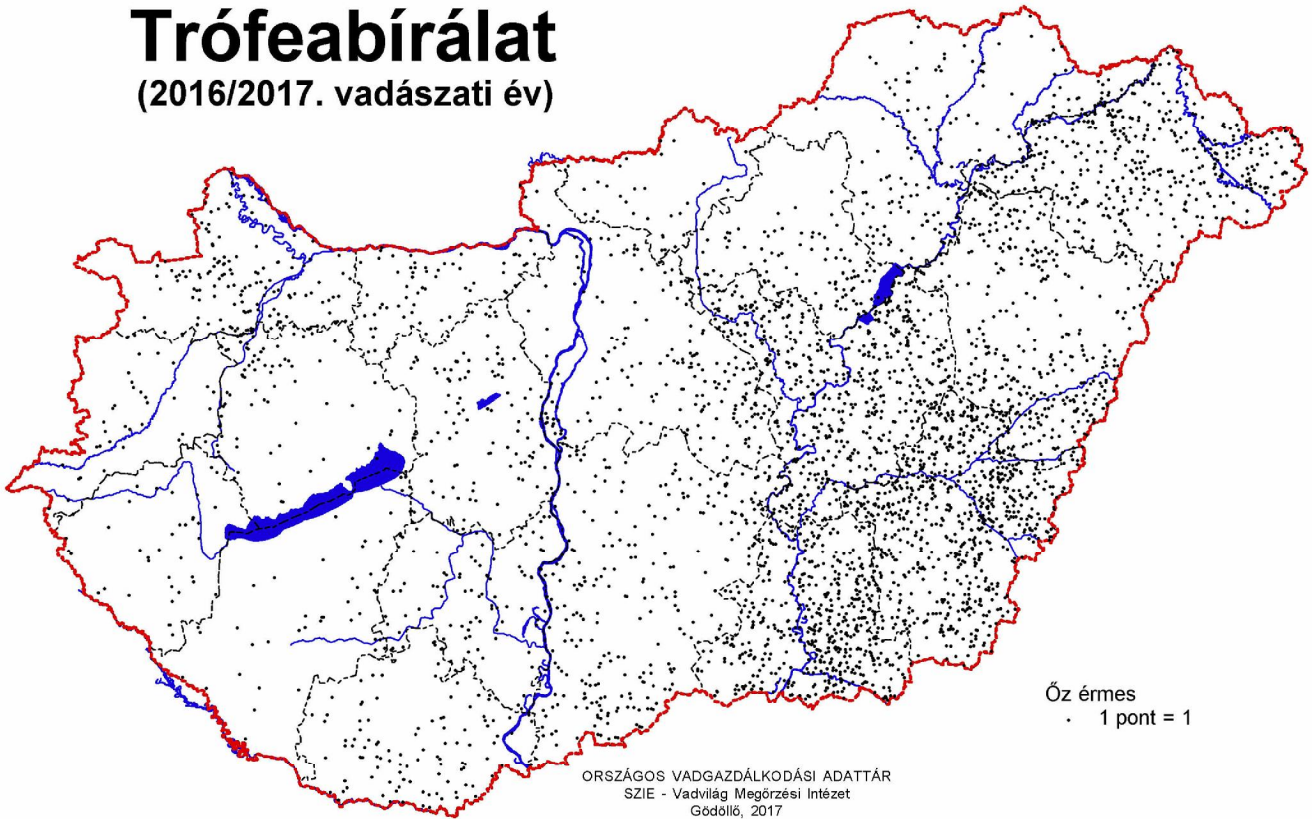 Trófeabírálat
(2016/2017. vadászati év)
Őz érmes
1 pont = 1
ORSZÁGOS VADGAZDÁLKODÁSI ADATTÁR
SZIE - Vadvilág Megőrzési Intézet
Gödöllő, 2017